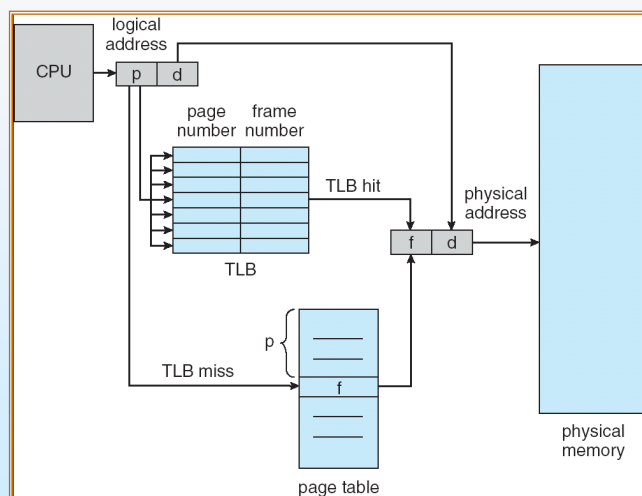 logical
address
CPU
p d
page
number
frame
number
TLB hit
physical
address
f d
TLB
p
TLB miss
f
page table
physical
memory